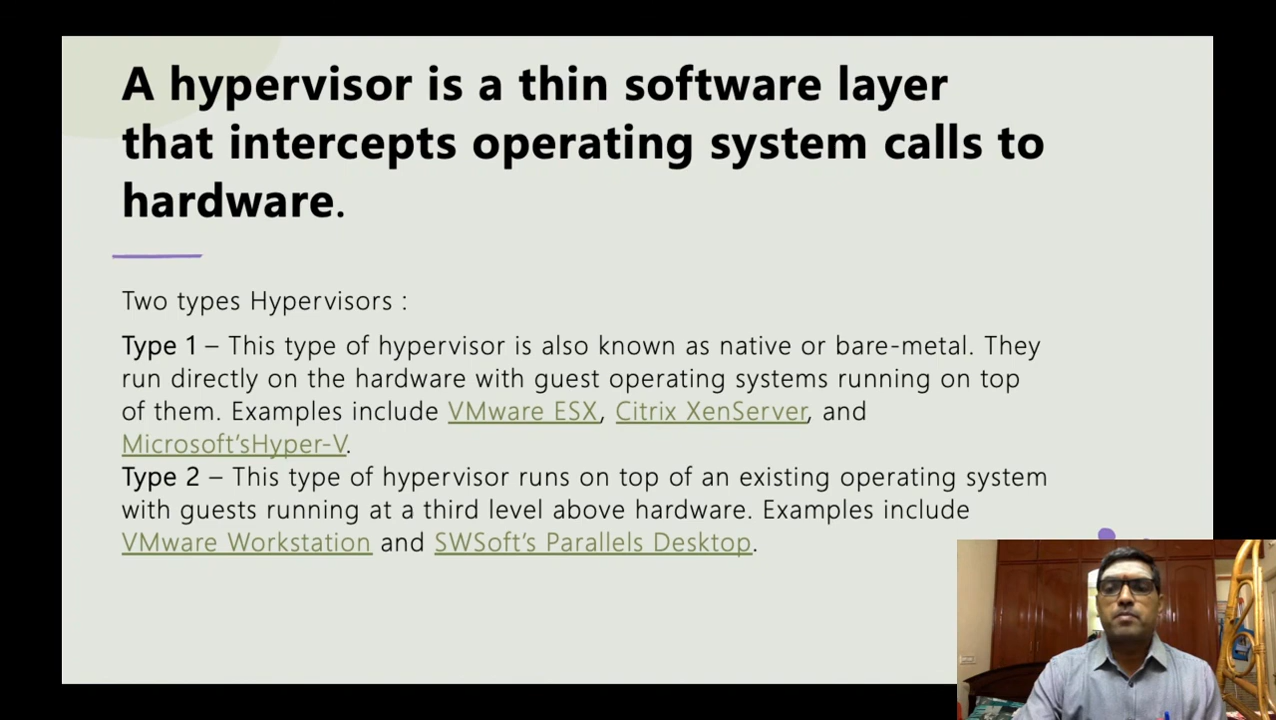 A hypervisor is a thin software layer
that intercepts operating system calls to
hardware.
Two types Hypervisors :
Type 1 – This type of hypervisor is also known as native or bare-metal. They
run directly on the hardware with guest operating systems running on top
of them. Examples include VMware ESX, Citrix XenServer, and
Microsoft’sHyper-V.
Type 2 – This type of hypervisor runs on top of an existing operating system
with guests running at a third level above hardware. Examples include
VMware Workstation and SWSoft’s Parallels Desktop.